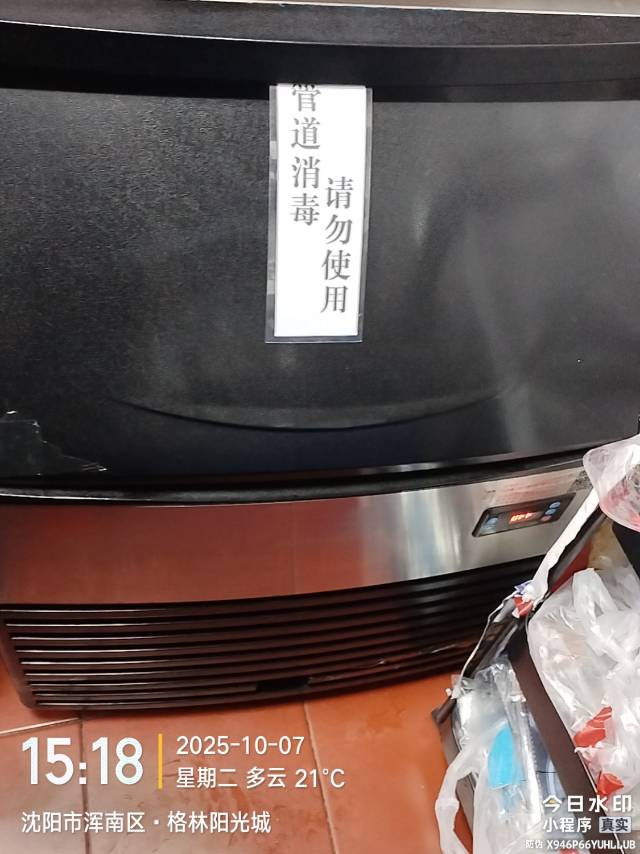 管道消毒
请勿使用
OFF
15:18
2025-10-07
星期二 多云 21°C
沈阳市浑南区·格林阳光城
今日水印
小程序 真实
防伪 X946P66YUHLLUB